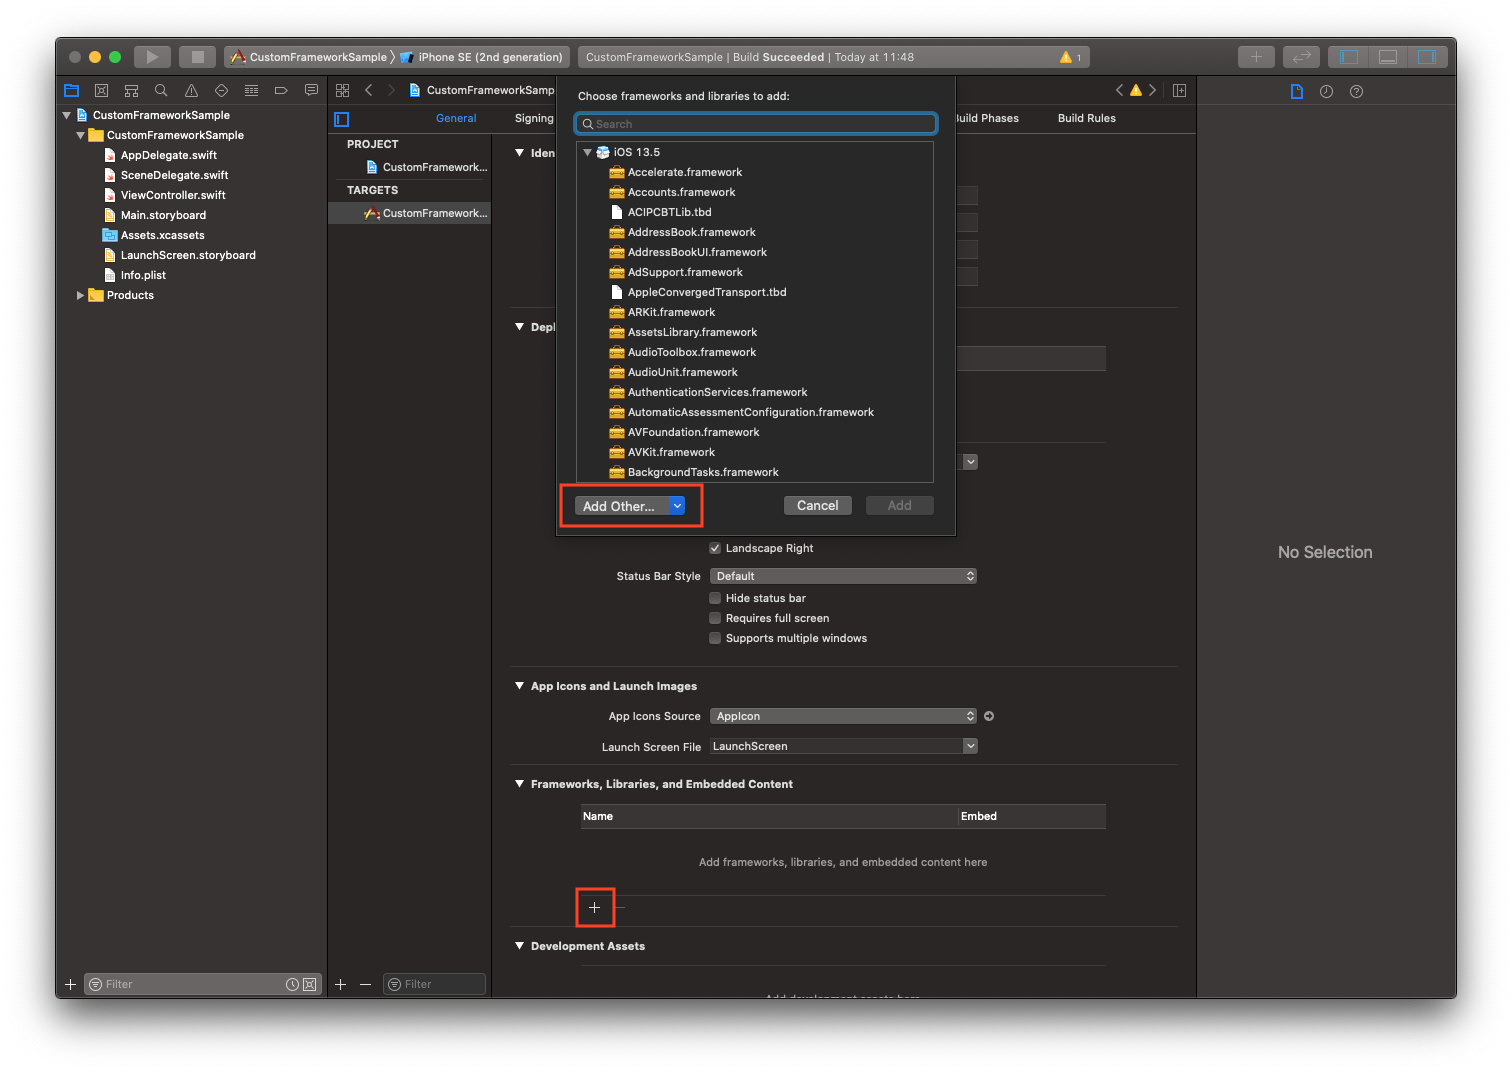 CustomFrameworkSample 〉 iPhone SE (2nd generation)
CustomFrameworkSample | Build Succeeded | Today at 11:48
1
CustomFrameworkSample
CustomFrameworkSample
AppDelegate.swift
SceneDelegate.swift
ViewController.swift
Main.storyboard
Assets.xcassets
LaunchScreen.storyboard
Info.plist
Products
Filter
CustomFrameworkSamp
General
Signing
Build Phases
Build Rules
PROJECT
CustomFramework...
TARGETS
CustomFramework...
Filter
Iden
Depl
Choose frameworks and libraries to add:
Search
iOS 13.5
Accelerate.framework
Accounts.framework
ACIPCBTLib.tbd
AddressBook.framework
AddressBookUI.framework
AdSupport.framework
AppleConvergedTransport.tbd
ARKit.framework
AssetsLibrary.framework
AudioToolbox.framework
AudioUnit.framework
AuthenticationServices.framework
AutomaticAssessmentConfiguration.framework
AVFoundation.framework
AVKit.framework
BackgroundTasks.framework
Add Other...
Cancel
Add
Landscape Right
Status Bar Style
Default
Hide status bar
Requires full screen
Supports multiple windows
App Icons and Launch Images
App Icons Source
AppIcon
Launch Screen File
LaunchScreen
Frameworks, Libraries, and Embedded Content
Name
Embed
Add frameworks, libraries, and embedded content here
Development Assets
Add development assets here
No Selection